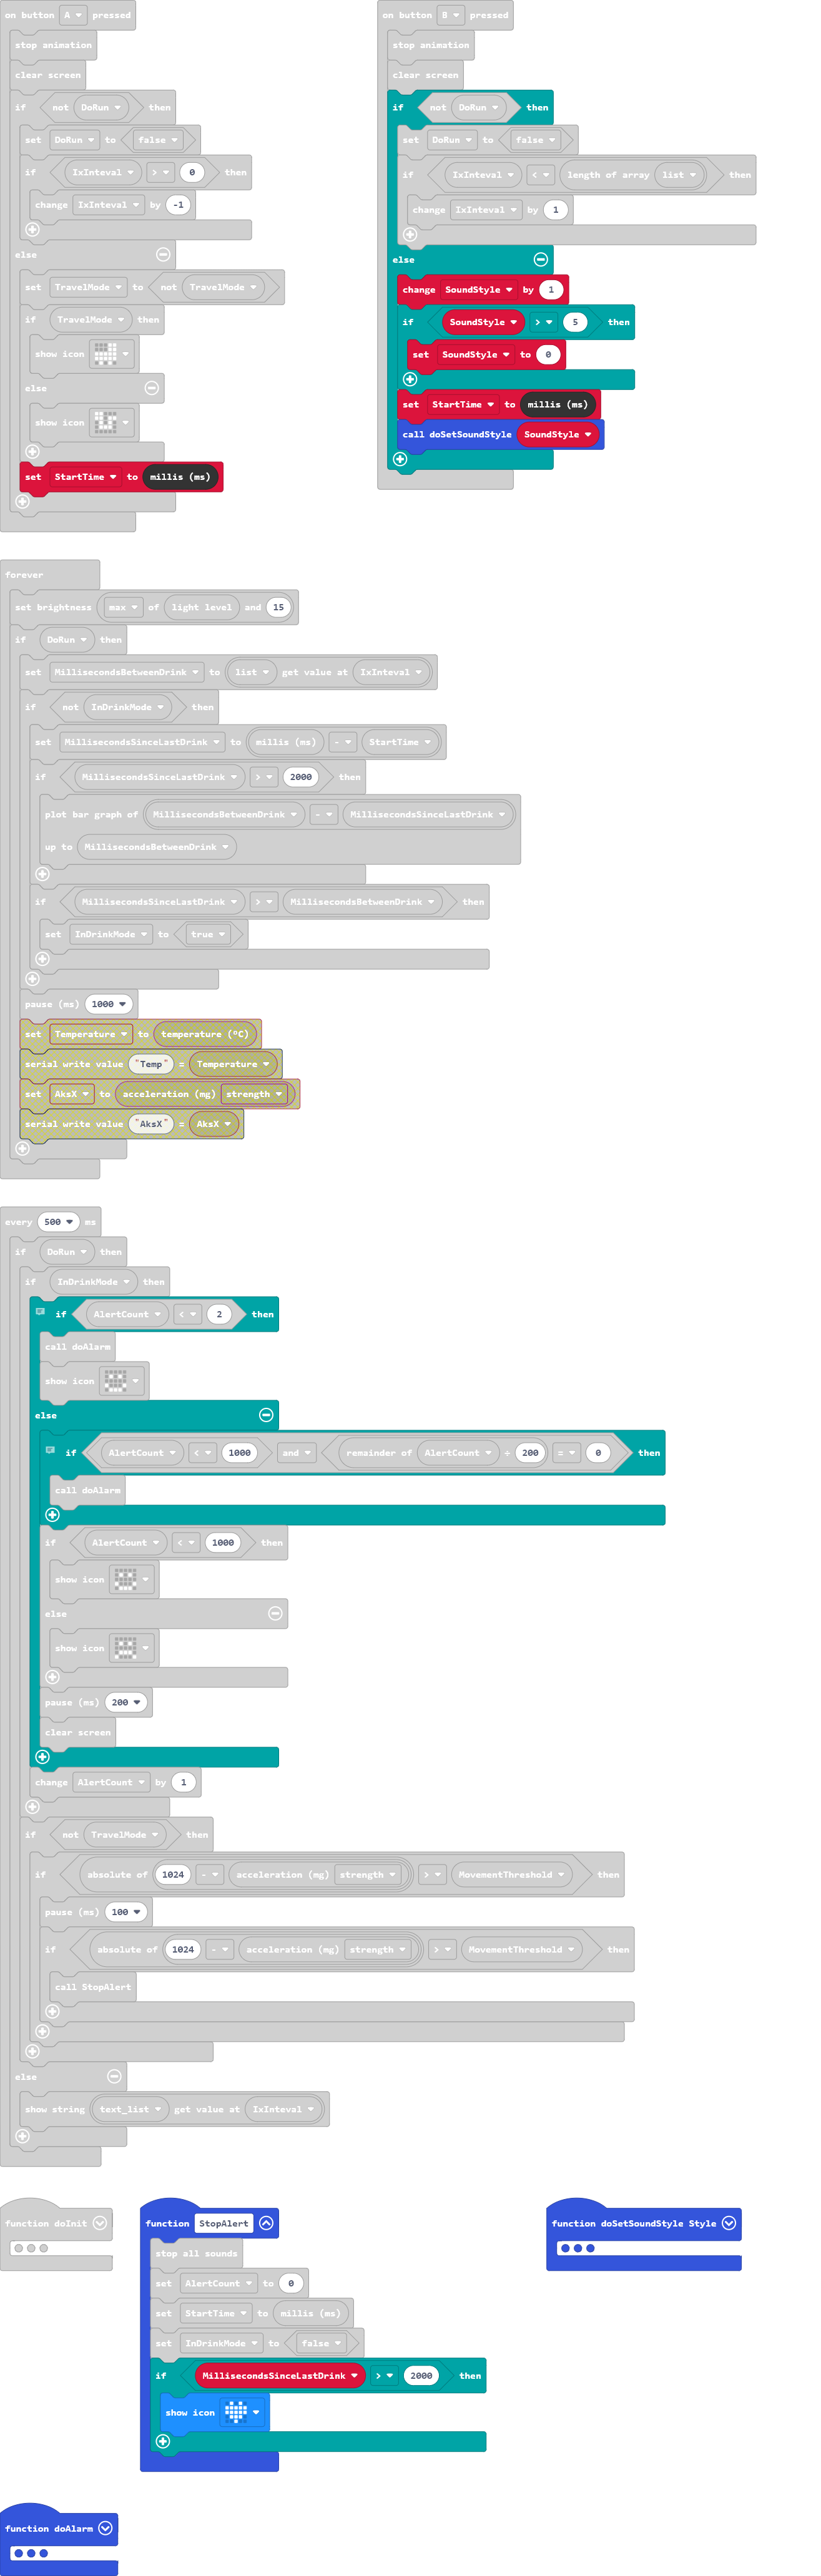 on button A pressed
stop animation
clear screen
if not DoRun then
set DoRun to false
if IxInteval > 0 then
change IxInteval by -1
else
set TravelMode to not TravelMode
if TravelMode then
show icon
else
show icon
set StartTime to millis (ms)
on button B pressed
stop animation
clear screen
if not DoRun then
set DoRun to false
if IxInteval < length of array list then
change IxInteval by 1
else
change SoundStyle by 1
if SoundStyle > 5 then
set SoundStyle to 0
set StartTime to millis (ms)
call doSetSoundStyle SoundStyle
forever
set brightness max of light level and 15
if DoRun then
set MillisecondsBetweenDrink to list get value at IxInteval
if not InDrinkMode then
set MillisecondsSinceLastDrink to millis (ms) - StartTime
if MillisecondsSinceLastDrink > 2000 then
plot bar graph of MillisecondsBetweenDrink - MillisecondsSinceLastDrink
up to MillisecondsBetweenDrink
if MillisecondsSinceLastDrink > MillisecondsBetweenDrink then
set InDrinkMode to true
pause (ms) 1000
set Temperature to temperature (°C)
serial write value "Temp" = Temperature
set AksX to acceleration (mg) strength
serial write value "AksX" = AksX
every 500 ms
if DoRun then
if InDrinkMode then
if AlertCount < 2 then
call doAlarm
show icon
else
if AlertCount < 1000 and remainder of AlertCount ÷ 200 = 0 then
call doAlarm
if AlertCount < 1000 then
show icon
else
show icon
pause (ms) 200
clear screen
change AlertCount by 1
if not TravelMode then
if absolute of 1024 - acceleration (mg) strength > MovementThreshold then
pause (ms) 100
if absolute of 1024 - acceleration (mg) strength > MovementThreshold then
call StopAlert
else
show string text_list get value at IxInteval
function doInit
function StopAlert
stop all sounds
set AlertCount to 0
set StartTime to millis (ms)
set InDrinkMode to false
if MillisecondsSinceLastDrink > 2000 then
show icon
function doSetSoundStyle Style
function doAlarm